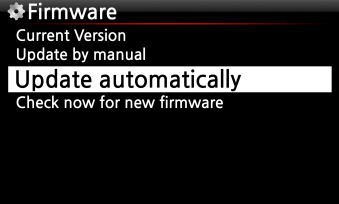 Firmware
Current Version
Update by manual
Update automatically
Check now for new firmware